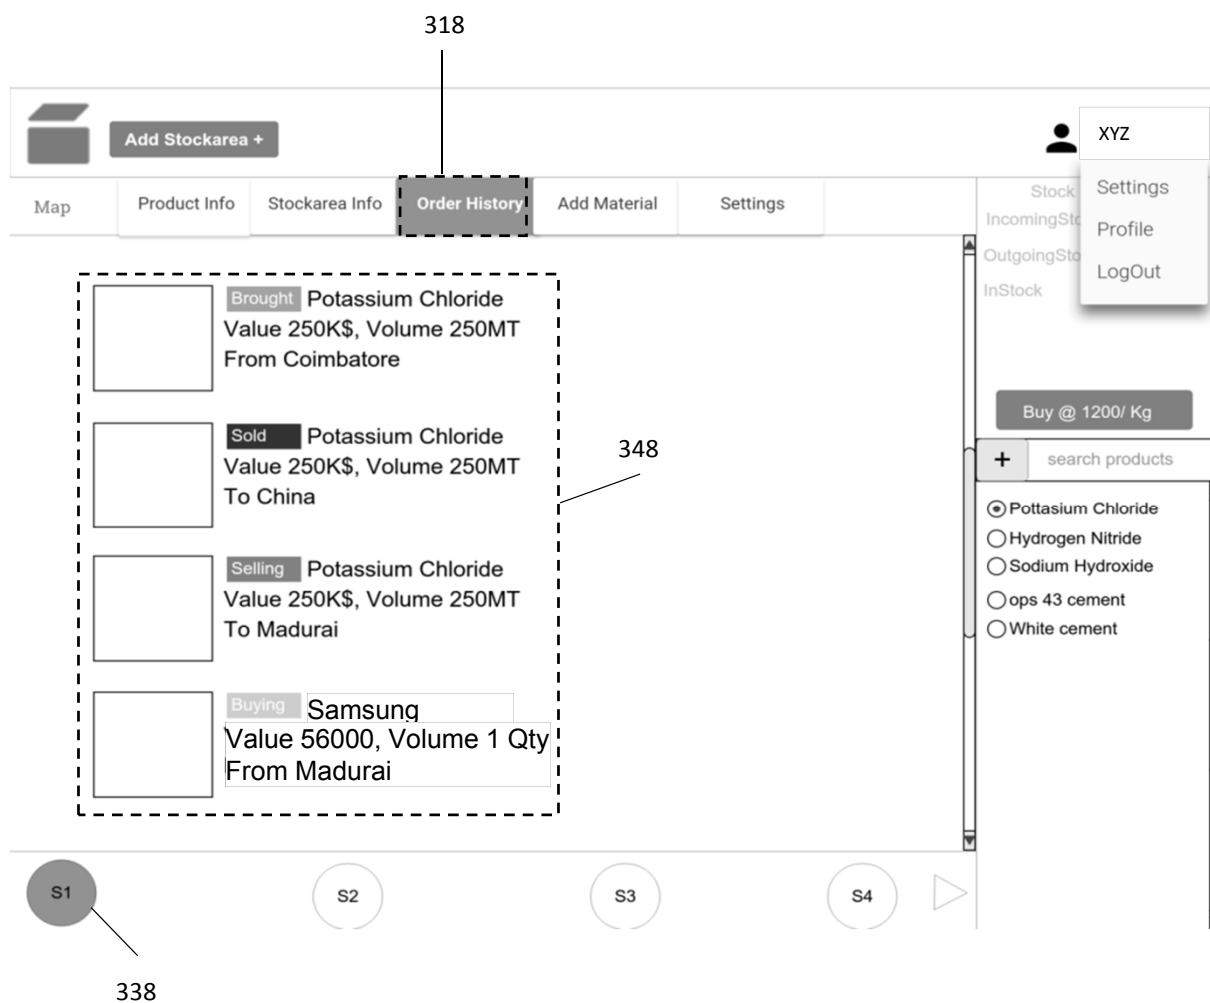 318
Add Stockarea +
XYZ
Map
Product Info
Stockarea Info
Order History
Add Material
Settings
Stock
IncomingSto
OutgoingSto
InStock
Settings
Profile
LogOut
Brought Potassium Chloride
Value 250K$, Volume 250MT
From Coimbatore
Sold Potassium Chloride
Value 250K$, Volume 250MT
To China
Selling Potassium Chloride
Value 250K$, Volume 250MT
To Madurai
Buying Samsung
Value 56000, Volume 1 Qty
From Madurai
348
Buy @ 1200/ Kg
+ search products
Pottasium Chloride
Hydrogen Nitride
Sodium Hydroxide
ops 43 cement
White cement
S1
S2
S3
S4
338